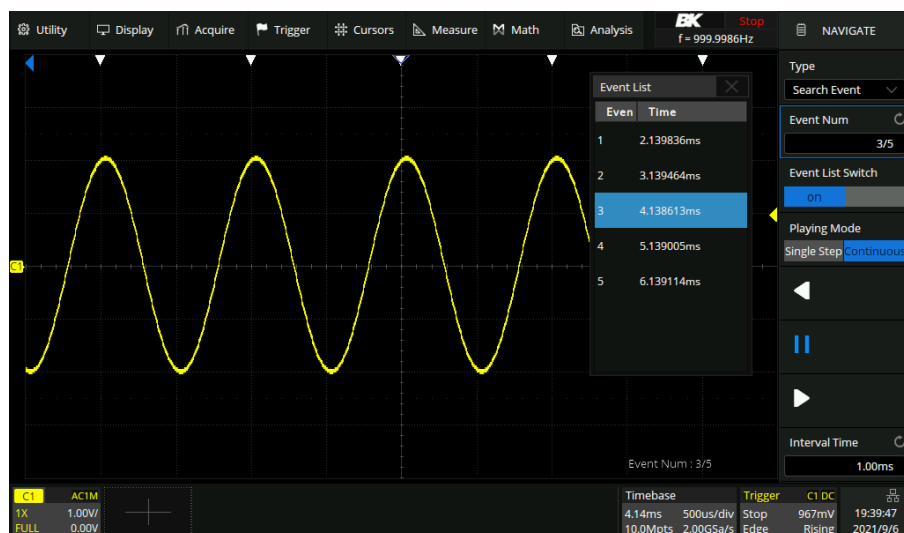 Utility Display Acquire Trigger Cursors Measure Math Analysis BK Stop
f = 999.9986Hz
NAVIGATE
Type
Search Event
Event Num
3/5
Event List Switch
on
Playing Mode
Single Step Continuous
Interval Time
1.00ms
Event List
Even Time
1 2.139836ms
2 3.139464ms
3 4.138613ms
4 5.139005ms
5 6.139114ms
C1
Event Num : 3/5
C1 AC1M
1X 1.00V/
FULL 0.00V
Timebase
4.14ms 500us/div
10.0Mpts 2.00GSa/s
Trigger C1 DC
Stop 967mV
Edge Rising
19:39:47
2021/9/6